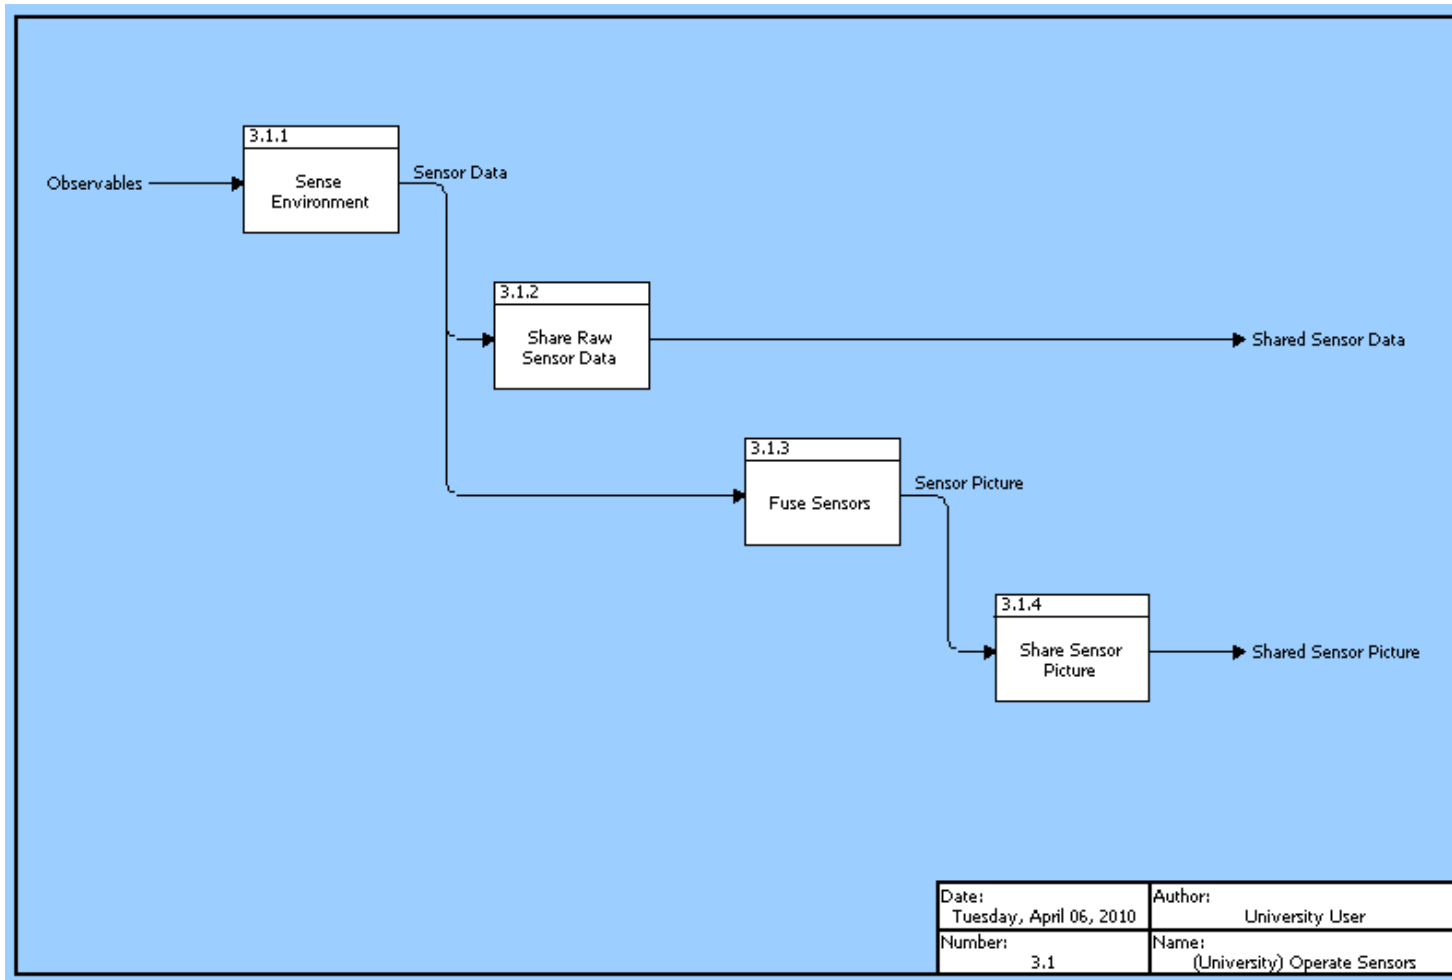 3.1.1
Observables
Sense
Environment
Sensor Data
3.1.2
Share Raw
Sensor Data
Shared Sensor Data
3.1.3
Fuse Sensors
Sensor Picture
3.1.4
Share Sensor
Picture
Shared Sensor Picture
Date:
Tuesday, April 06, 2010
Author:
University User
Number:
3.1
Name:
(University) Operate Sensors